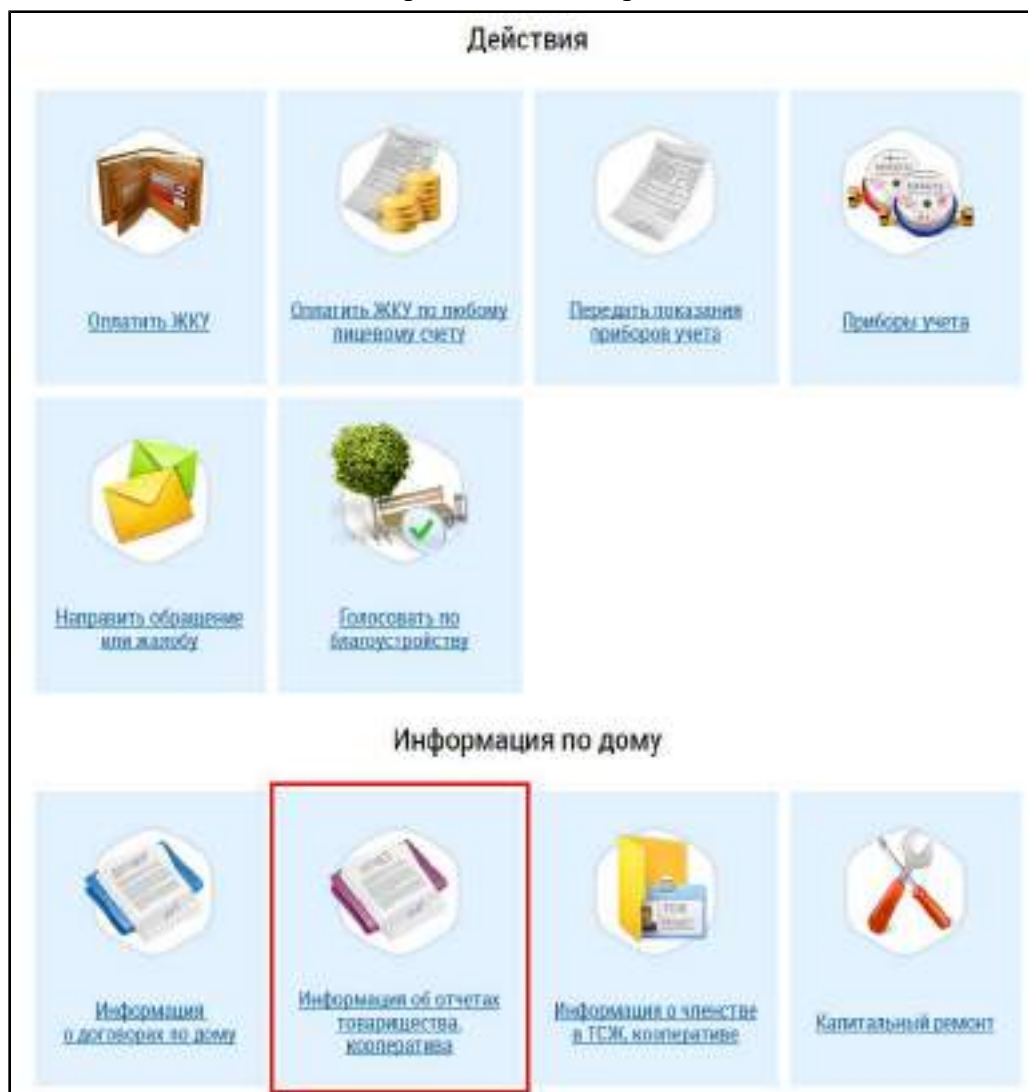 Действия
Оплатить ЖКУ
Оплатить ЖКУ по любому
лицевому счету
Передать показания
приборов учета
Приборы учета
Направить обращение
или жалобу
Голосовать по
благоустройству
Информация по дому
Информация
о договорах по дому
Информация об отчетах
товарищества,
кооператива
Информация о членстве
в ТСЖ, кооперативе
Капитальный ремонт